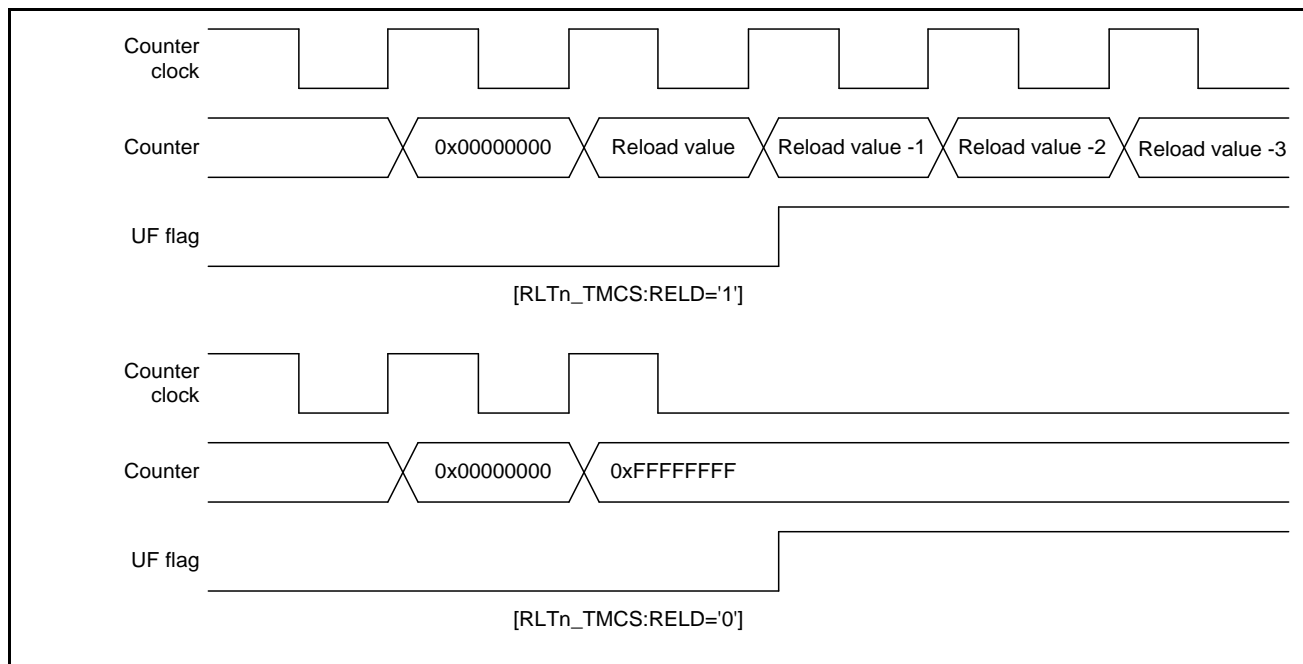 Counter
clock
Counter
0x00000000
Reload value
Reload value -1
Reload value -2
Reload value -3
UF flag
[RLTn_TMCS:RELD='1']
Counter
clock
Counter
0x00000000
0xFFFFFFFF
UF flag
[RLTn_TMCS:RELD='0']